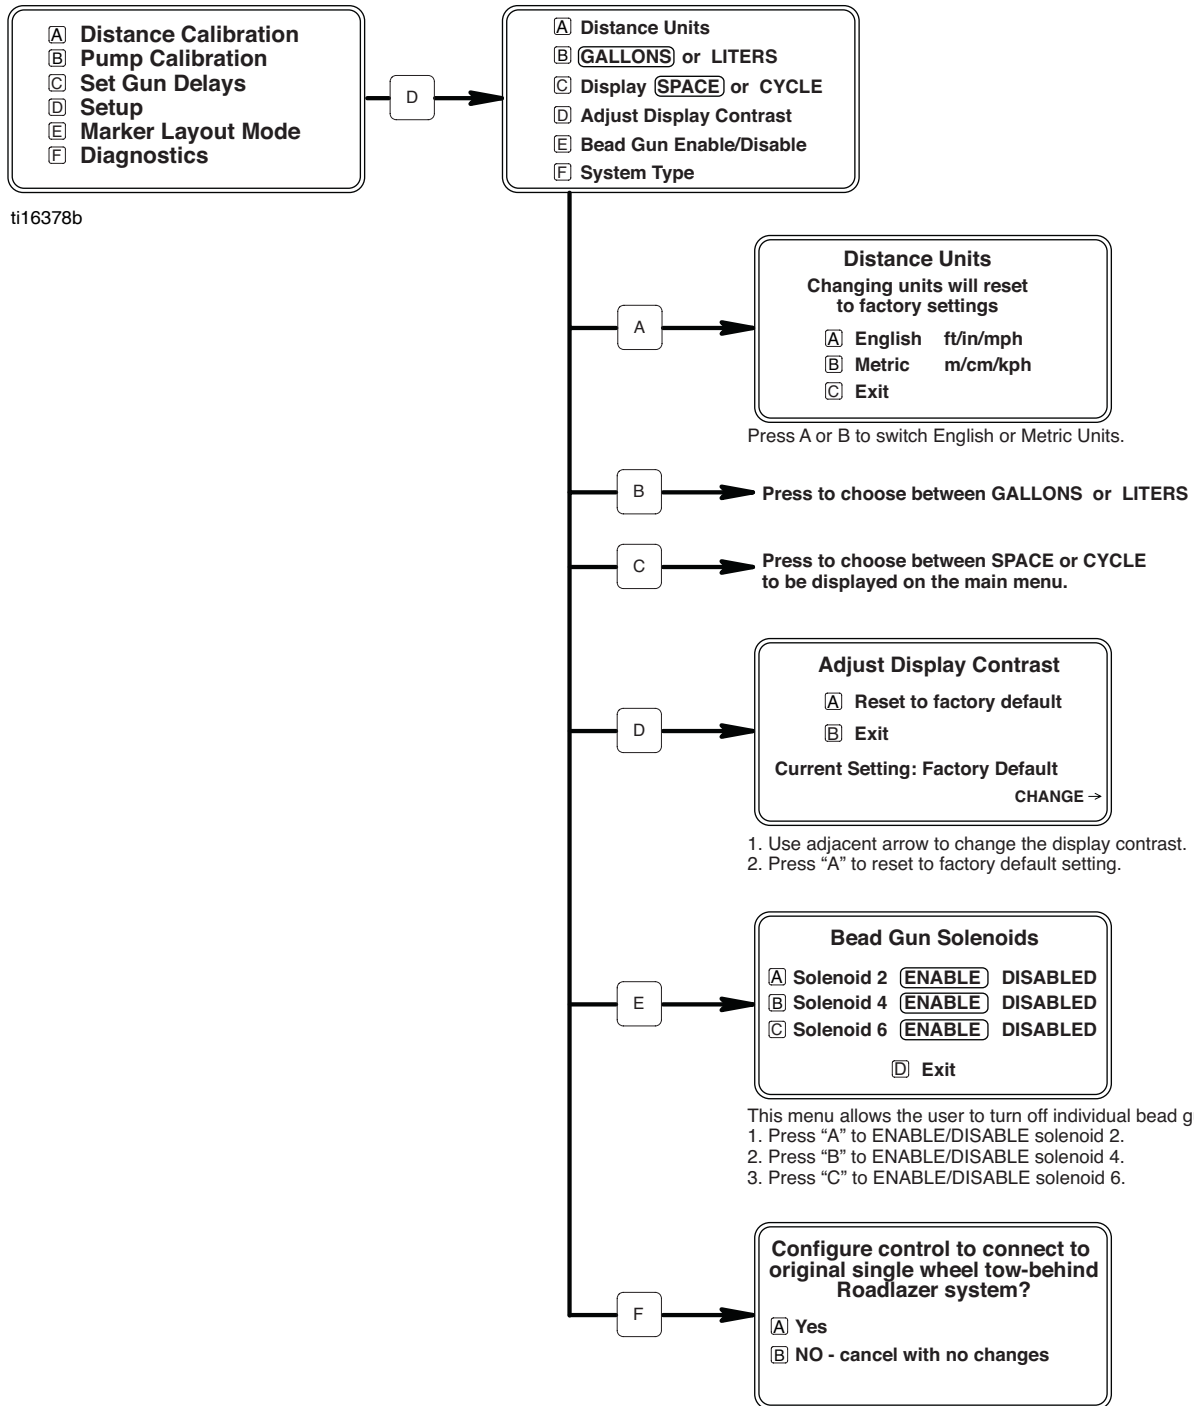 A Distance Calibration
B Pump Calibration
C Set Gun Delays
D Setup
E Marker Layout Mode
F Diagnostics
ti16378b
D
A Distance Units
B GALLONS or LITERS
C Display SPACE or CYCLE
D Adjust Display Contrast
E Bead Gun Enable/Disable
F System Type
A
Distance Units
Changing units will reset
to factory settings
A English ft/in/mph
B Metric m/cm/kph
C Exit
Press A or B to switch English or Metric Units.
B
Press to choose between GALLONS or LITERS
C
Press to choose between SPACE or CYCLE
to be displayed on the main menu.
D
Adjust Display Contrast
A Reset to factory default
B Exit
Current Setting: Factory Default
CHANGE →
1. Use adjacent arrow to change the display contrast.
2. Press “A” to reset to factory default setting.
E
Bead Gun Solenoids
A Solenoid 2 ENABLE DISABLED
B Solenoid 4 ENABLE DISABLED
C Solenoid 6 ENABLE DISABLED
D Exit
This menu allows the user to turn off individual bead g
1. Press “A” to ENABLE/DISABLE solenoid 2.
2. Press “B” to ENABLE/DISABLE solenoid 4.
3. Press “C” to ENABLE/DISABLE solenoid 6.
F
Configure control to connect to
original single wheel tow-behind
Roadlazer system?
A Yes
B NO - cancel with no changes